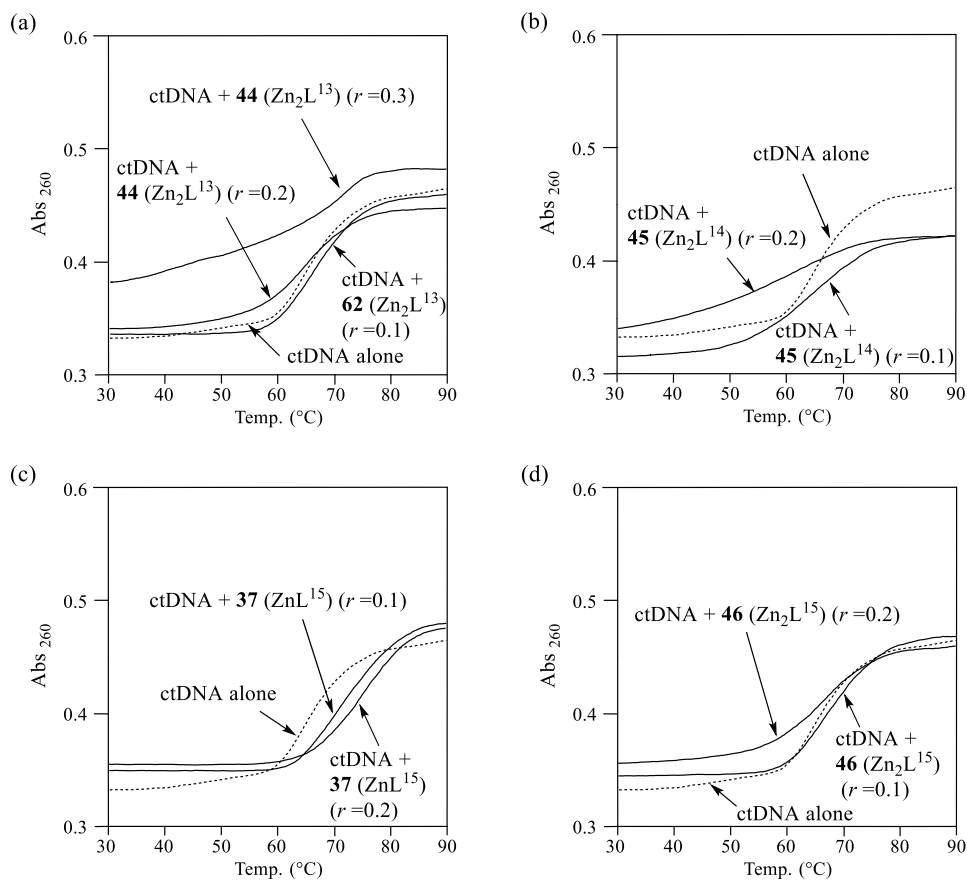 (a)
0.6
0.5
0.4
0.3
Abs 260
ctDNA + 44 (Zn2L13) (r =0.3)
ctDNA +
44 (Zn2L13) (r =0.2)
ctDNA +
62 (Zn2L13)
(r =0.1)
ctDNA alone
30 40 50 60 70 80 90
Temp. (°C)
(b)
0.6
0.5
0.4
0.3
Abs 260
ctDNA alone
ctDNA +
45 (Zn2L14) (r =0.2)
ctDNA +
45 (Zn2L14) (r =0.1)
30 40 50 60 70 80 90
Temp. (°C)
(c)
0.6
0.5
0.4
0.3
Abs 260
ctDNA + 37 (ZnL15) (r =0.1)
ctDNA alone
ctDNA +
37 (ZnL15)
(r =0.2)
30 40 50 60 70 80 90
Temp. (°C)
(d)
0.6
0.5
0.4
0.3
Abs 260
ctDNA + 46 (Zn2L15) (r =0.2)
ctDNA +
46 (Zn2L15)
(r =0.1)
ctDNA alone
30 40 50 60 70 80 90
Temp. (°C)